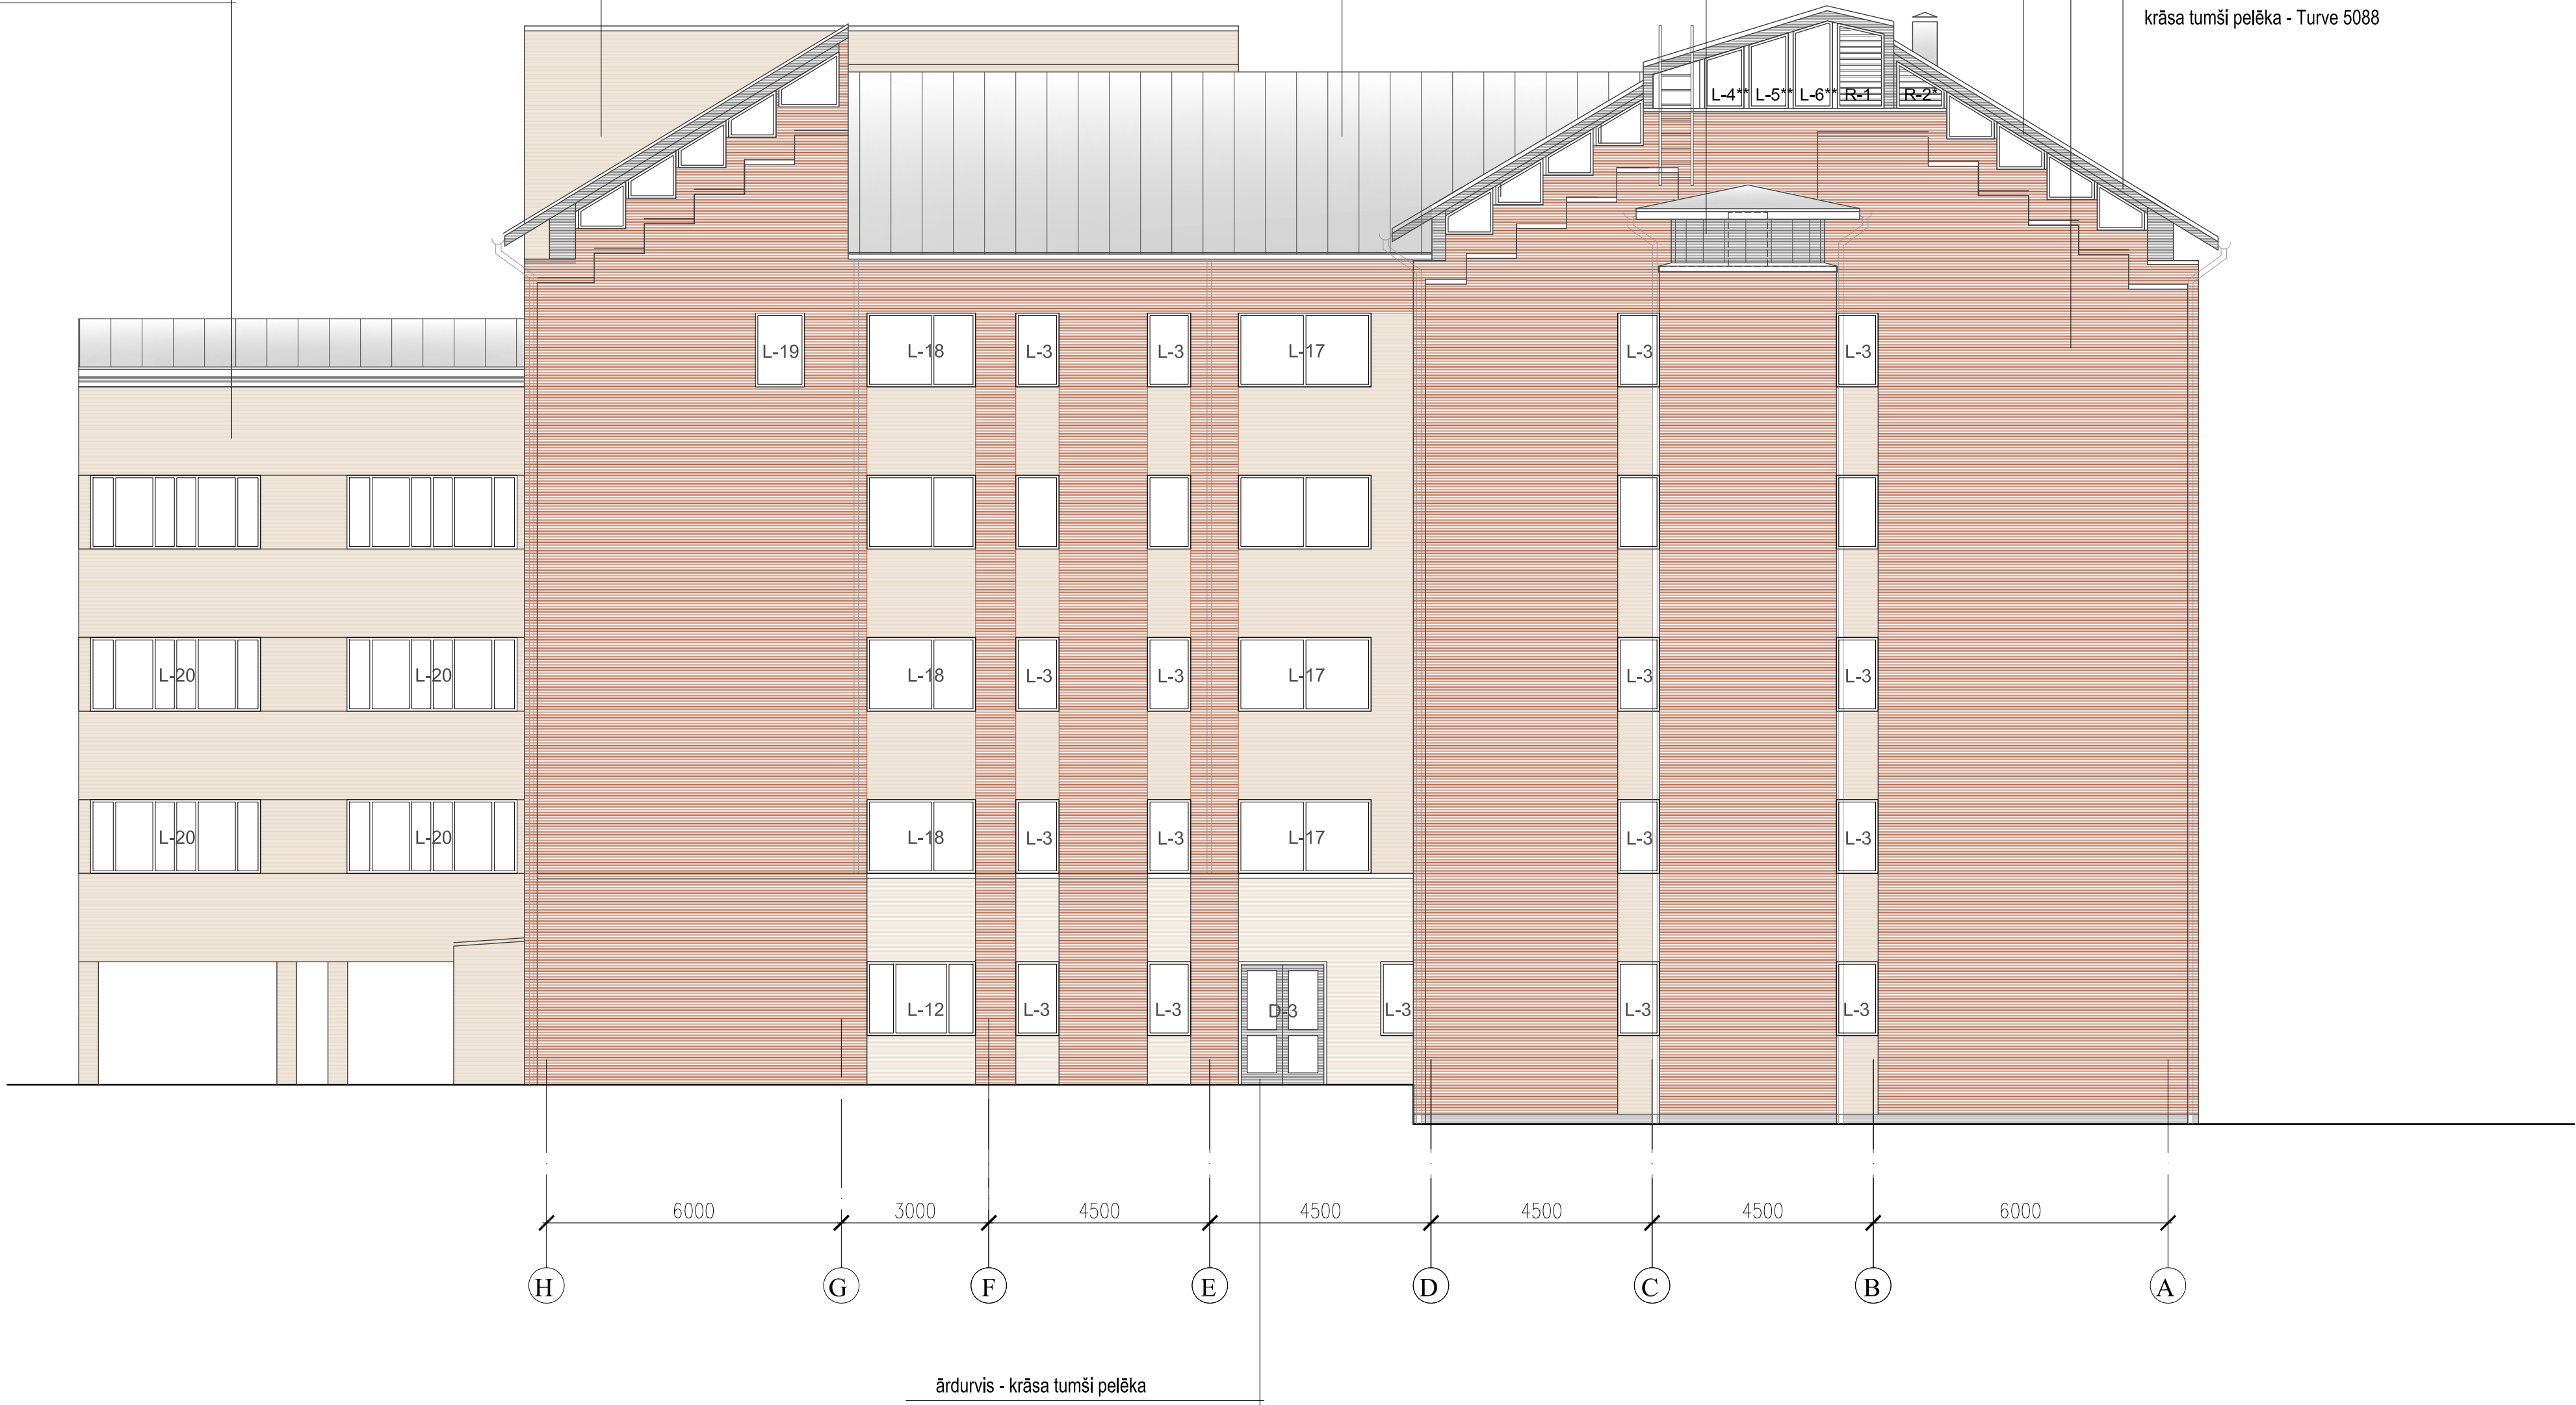 krāsa tumši pelēka - Turve 5088
L-4** L-5** L-6** R-1 R-2*
L-19 L-18 L-3 L-3 L-17 L-3 L-3
L-20 L-20 L-18 L-3 L-3 L-17 L-3 L-3
L-20 L-20 L-18 L-3 L-3 L-17 L-3 L-3
L-12 L-3 L-3 D-3 L-3 L-3 L-3
6000 3000 4500 4500 4500 4500 6000
H G F E D C B A
ārdurvis - krāsa tumši pelēka